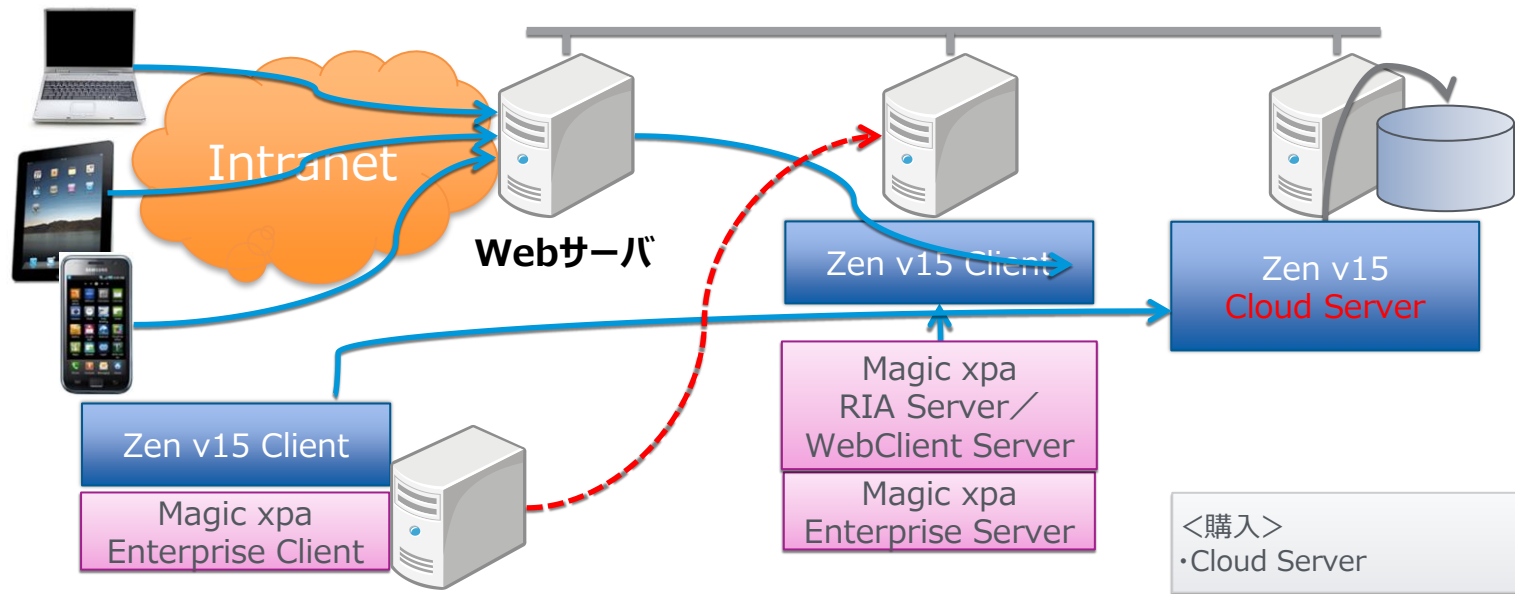 Intranet
Webサーバ
Zen v15 Client
Zen v15
Cloud Server
Magic xpa
RIA Server／
WebClient Server
Magic xpa
Enterprise Server
Zen v15 Client
Magic xpa
Enterprise Client
＜購入＞
・Cloud Server